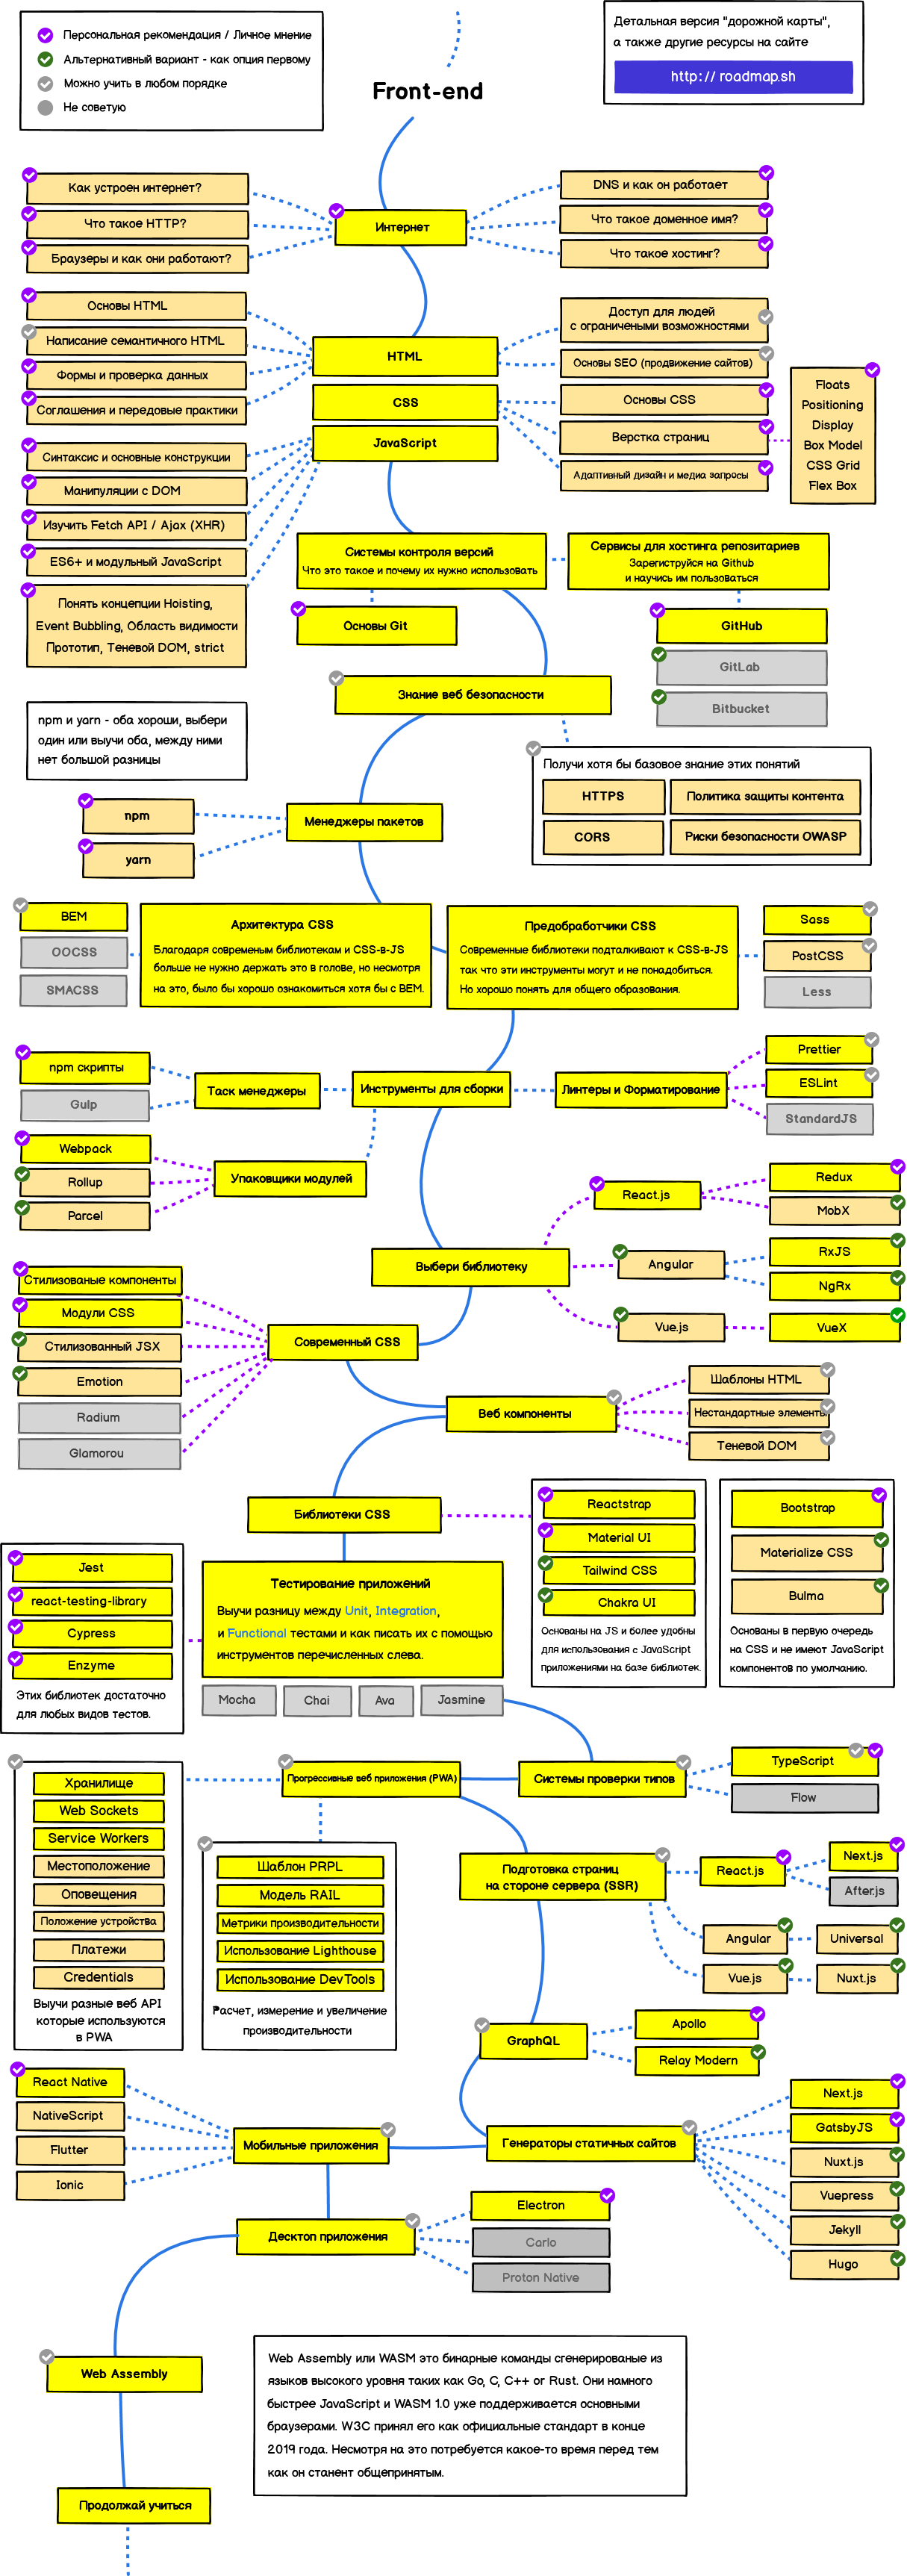 Персональная рекомендация / Личное мнение
Альтернативный вариант - как опция первому
Можно учить в любом порядке
Не советую
Детальная версия "дорожной карты",
а также другие ресурсы на сайте
http:// roadmap.sh
Front-end
Как устроен интернет?
Что такое HTTP?
Браузеры и как они работают?
Интернет
DNS и как он работает
Что такое доменное имя?
Что такое хостинг?
Основы HTML
Написание семантичного HTML
Формы и проверка данных
Соглашения и передовые практики
HTML
CSS
JavaScript
Доступ для людей
с ограничеными возможностями
Основы SEO (продвижение сайтов)
Основы CSS
Верстка страниц
Адаптивный дизайн и медиа запросы
Floats
Positioning
Display
Box Model
CSS Grid
Flex Box
Синтаксис и основные конструкции
Манипуляции с DOM
Изучить Fetch API / Ajax (XHR)
ES6+ и модульный JavaScript
Понять концепции Hoisting,
Event Bubbling, Область видимости
Прототип, Теневой DOM, strict
Системы контроля версий
Что это такое и почему их нужно использовать
Сервисы для хостинга репозитариев
Зарегиструйся на Github
и научись им пользоваться
Основы Git
GitHub
GitLab
Bitbucket
Знание веб безопасности
npm и yarn - оба хороши, выбери
один или выучи оба, между ними
нет большой разницы
Получи хотя бы базовое знание этих понятий
HTTPS
Политика защиты контента
CORS
Риски безопасности OWASP
npm
yarn
Менеджеры пакетов
BEM
OOCSS
SMACSS
Архитектура CSS
Благодаря современым библиотекам и CSS-в-JS
больше не нужно держать это в голове, но несмотря
на это, было бы хорошо ознакомиться хотя бы с BEM.
Предобработчики CSS
Современные библиотеки подталкивают к CSS-в-JS
так что эти инструменты могут и не понадобиться.
Но хорошо понять для общего образования.
Sass
PostCSS
Less
npm скрипты
Gulp
Таск менеджеры
Инструменты для сборки
Линтеры и Форматирование
Prettier
ESLint
StandardJS
Webpack
Rollup
Parcel
Упаковщики модулей
Выбери библиотеку
React.js
Redux
MobX
Angular
RxJS
NgRx
Vue.js
VueX
Стилизованые компоненты
Модули CSS
Стилизованный JSX
Emotion
Radium
Glamorou
Современный CSS
Веб компоненты
Шаблоны HTML
Нестандартные элементы
Теневой DOM
Библиотеки CSS
Reactstrap
Material UI
Tailwind CSS
Chakra UI
Основаны на JS и более удобны
для использования с JavaScript
приложениями на базе библиотек.
Bootstrap
Materialize CSS
Bulma
Основаны в первую очередь
на CSS и не имеют JavaScript
компонентов по умолчанию.
Jest
react-testing-library
Cypress
Enzyme
Этих библиотек достаточно
для любых видов тестов.
Тестирование приложений
Выучи разницу между Unit, Integration,
и Functional тестами и как писать их с помощью
инструментов перечисленных слева.
Mocha
Chai
Ava
Jasmine
Прогрессивные веб приложения (PWA)
Системы проверки типов
TypeScript
Flow
Хранилище
Web Sockets
Service Workers
Местоположение
Оповещения
Положение устройства
Платежи
Credentials
Выучи разные веб API
которые используются
в PWA
Шаблон PRPL
Модель RAIL
Метрики производительности
Использование Lighthouse
Использование DevTools
Расчет, измерение и увеличение
производительности
Подготовка страниц
на стороне сервера (SSR)
React.js
Next.js
After.js
Angular
Universal
Vue.js
Nuxt.js
GraphQL
Apollo
Relay Modern
React Native
NativeScript
Flutter
Ionic
Мобильные приложения
Генераторы статичных сайтов
Next.js
GatsbyJS
Nuxt.js
Vuepress
Jekyll
Hugo
Десктоп приложения
Electron
Carlo
Proton Native
Web Assembly
Web Assembly или WASM это бинарные команды сгенерированые из
языков высокого уровня таких как Go, C, C++ or Rust. Они намного
быстрее JavaScript и WASM 1.0 уже поддерживается основными
браузерами. W3C принял его как официальные стандарт в конце
2019 года. Несмотря на это потребуется какое-то время перед тем
как он станент общепринятым.
Продолжай учиться